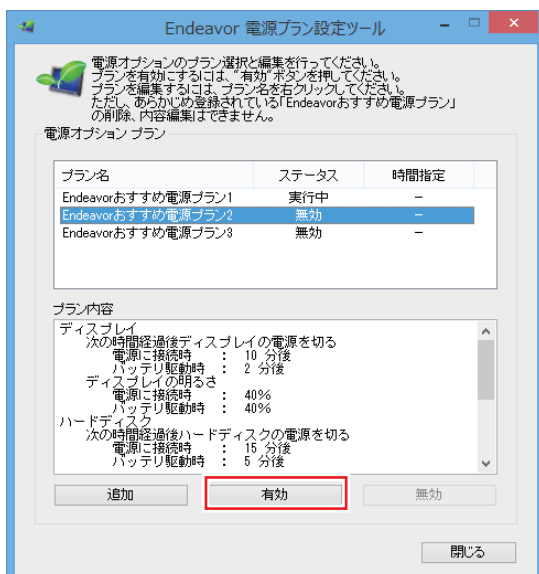 Endeavor 電源プラン設定ツール
電源オプションのプラン選択と編集を行ってください。
プランを有効にするには、"有効"ボタンを押してください。
プランを編集するには、プラン名を右クリックしてください。
ただし、あらかじめ登録されている「Endeavorおすすめ電源プラン」
の削除、内容編集はできません。
電源オプション プラン
プラン名 ステータス 時間指定
Endeavorおすすめ電源プラン1 実行中 −
Endeavorおすすめ電源プラン2 無効 −
Endeavorおすすめ電源プラン3 無効 −
プラン内容
ディスプレイ
次の時間経過後ディスプレイの電源を切る
電源に接続時 : 10 分後
バッテリ駆動時 : 2 分後
ディスプレイの明るさ
電源に接続時 : 40%
バッテリ駆動時 : 40%
ハードディスク
次の時間経過後ハードディスクの電源を切る
電源に接続時 : 15 分後
バッテリ駆動時 : 5 分後
追加 有効 無効
閉じる